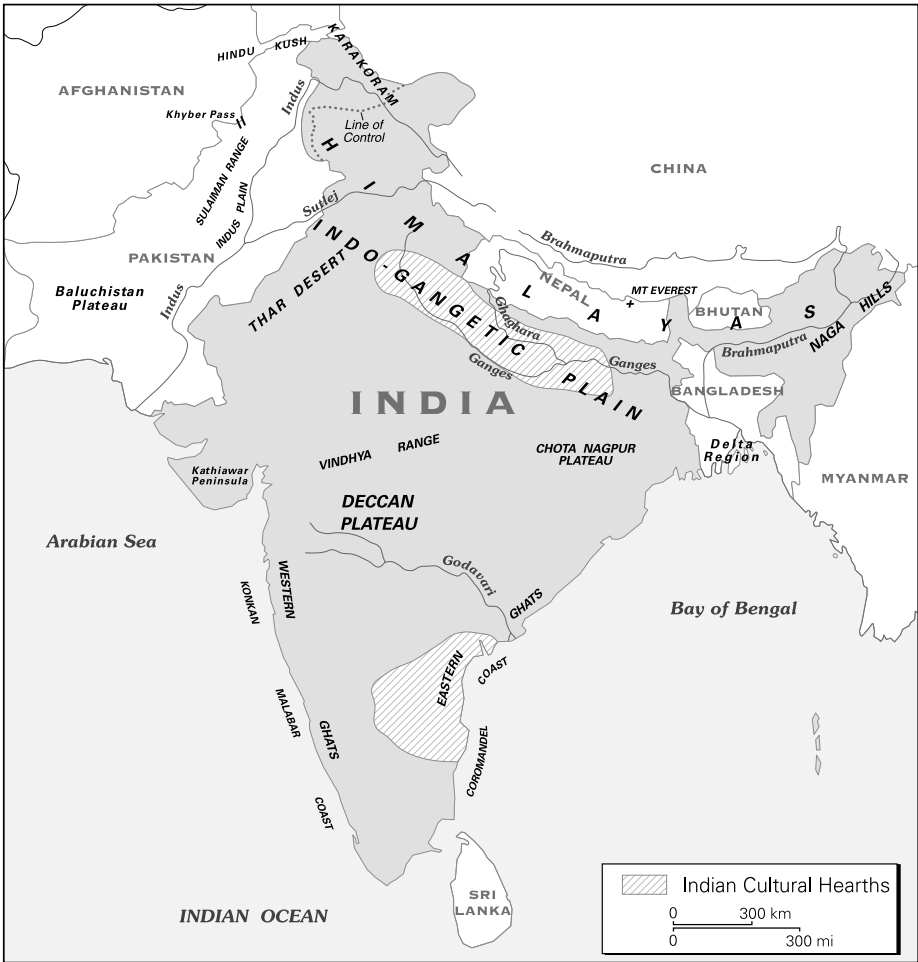 HINDU KUSH
KARAKORAM
AFGHANISTAN
Indus
Khyber Pass
Line of
Control
SULAIMAN RANGE
INDUS PLAIN
CHINA
HIMALAYAS
Sutlej
INDO-GANGETIC PLAIN
Brahmaputra
PAKISTAN
THAR DESERT
NEPAL
MT EVEREST
Baluchistan
Plateau
Indus
Ghaghara
BHUTAN
NAGA HILLS
Brahmaputra
Ganges
Ganges
BANGLADESH
INDIA
VINDHYA RANGE
CHOTA NAGPUR
PLATEAU
Delta
Region
Kathiawar
Peninsula
MYANMAR
DECCAN
PLATEAU
Arabian Sea
Godavari
WESTERN GHATS
KONKAN
EASTERN GHATS
Bay of Bengal
COROMANDEL COAST
MALABAR COAST
SRI
LANKA
INDIAN OCEAN
Indian Cultural Hearths
0 300 km
0 300 mi